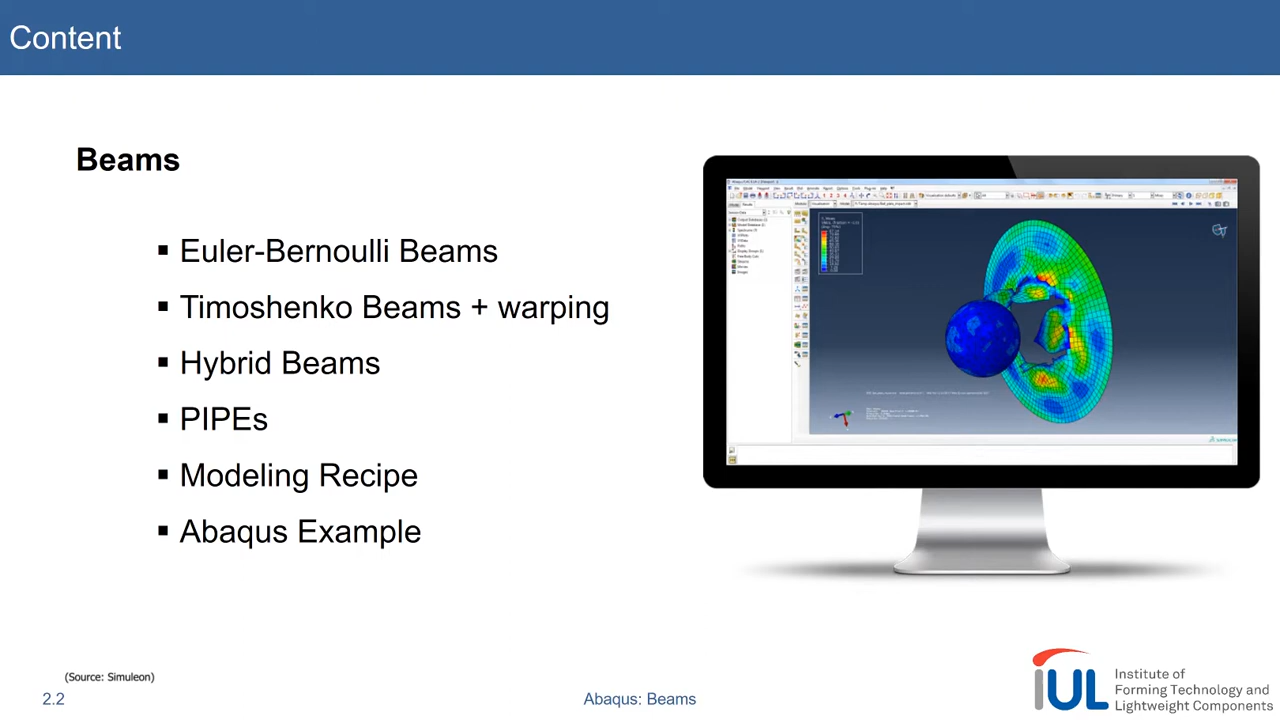 Content
Beams
▪ Euler-Bernoulli Beams
▪ Timoshenko Beams + warping
▪ Hybrid Beams
▪ PIPEs
▪ Modeling Recipe
▪ Abaqus Example
(Source: Simuleon)
2.2
Abaqus: Beams
IUL
Institute of
Forming Technology and
Lightweight Components